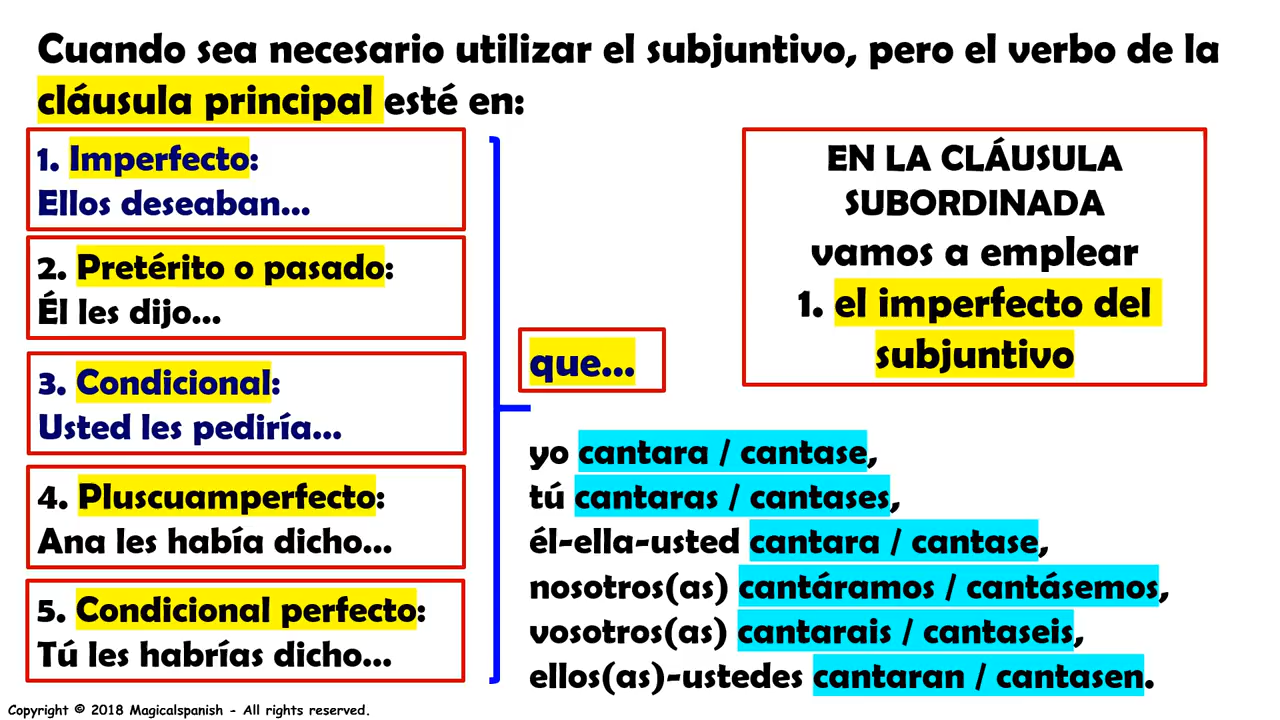 Cuando sea necesario utilizar el subjuntivo, pero el verbo de la
cláusula principal esté en:
1. Imperfecto:
Ellos deseaban...
2. Pretérito o pasado:
Él les dijo...
3. Condicional:
Usted les pediría...
4. Pluscuamperfecto:
Ana les había dicho...
5. Condicional perfecto:
Tú les habrías dicho...
que...
EN LA CLÁUSULA
SUBORDINADA
vamos a emplear
1. el imperfecto del
subjuntivo
yo cantara / cantase,
tú cantaras / cantases,
él-ella-usted cantara / cantase,
nosotros(as) cantáramos / cantásemos,
vosotros(as) cantarais / cantaseis,
ellos(as)-ustedes cantaran / cantasen.
Copyright © 2018 Magicalspanish - All rights reserved.